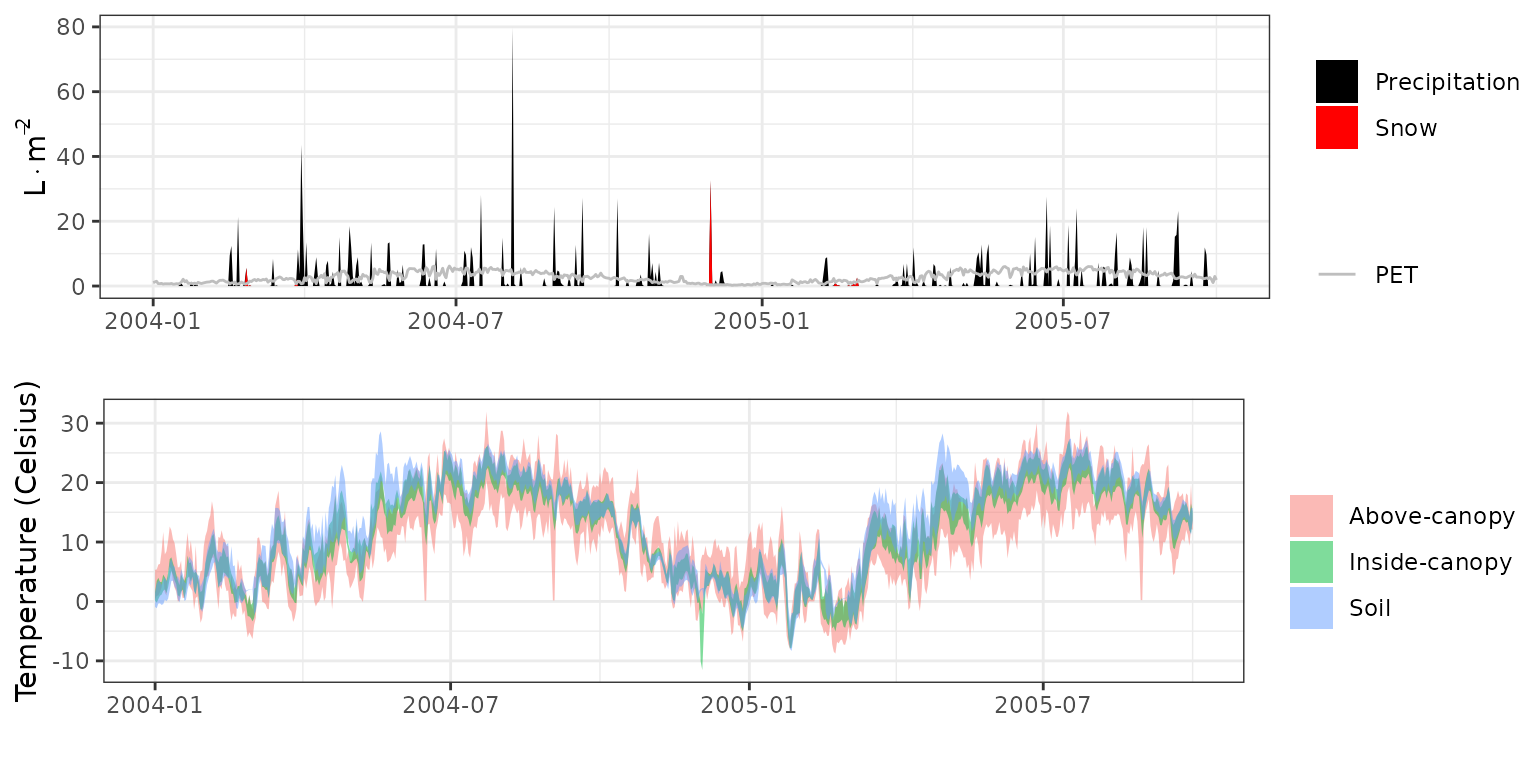 L · m⁻²
80
60
40
20
0
2004-01
2004-07
2005-01
2005-07
Precipitation
Snow
PET
Temperature (Celsius)
30
20
10
0
-10
2004-01
2004-07
2005-01
2005-07
Above-canopy
Inside-canopy
Soil